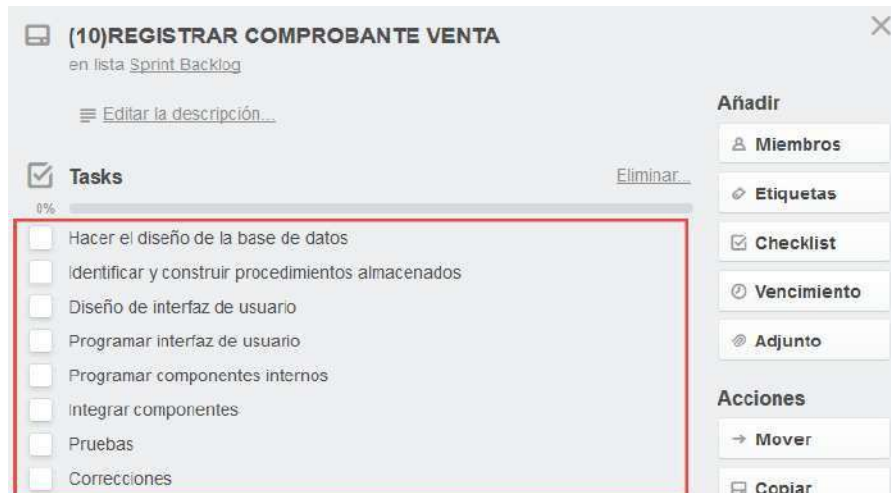 (10)REGISTRAR COMPROBANTE VENTA
en lista Sprint Backlog
Editar la descripción...
Tasks
Eliminar...
0%
Hacer el diseño de la base de datos
Identificar y construir procedimientos almacenados
Diseño de interfaz de usuario
Programar interfaz de usuario
Programar componentes internos
Integrar componentes
Pruebas
Correcciones
Añadir
Miembros
Etiquetas
Checklist
Vencimiento
Adjunto
Acciones
Mover
Copiar